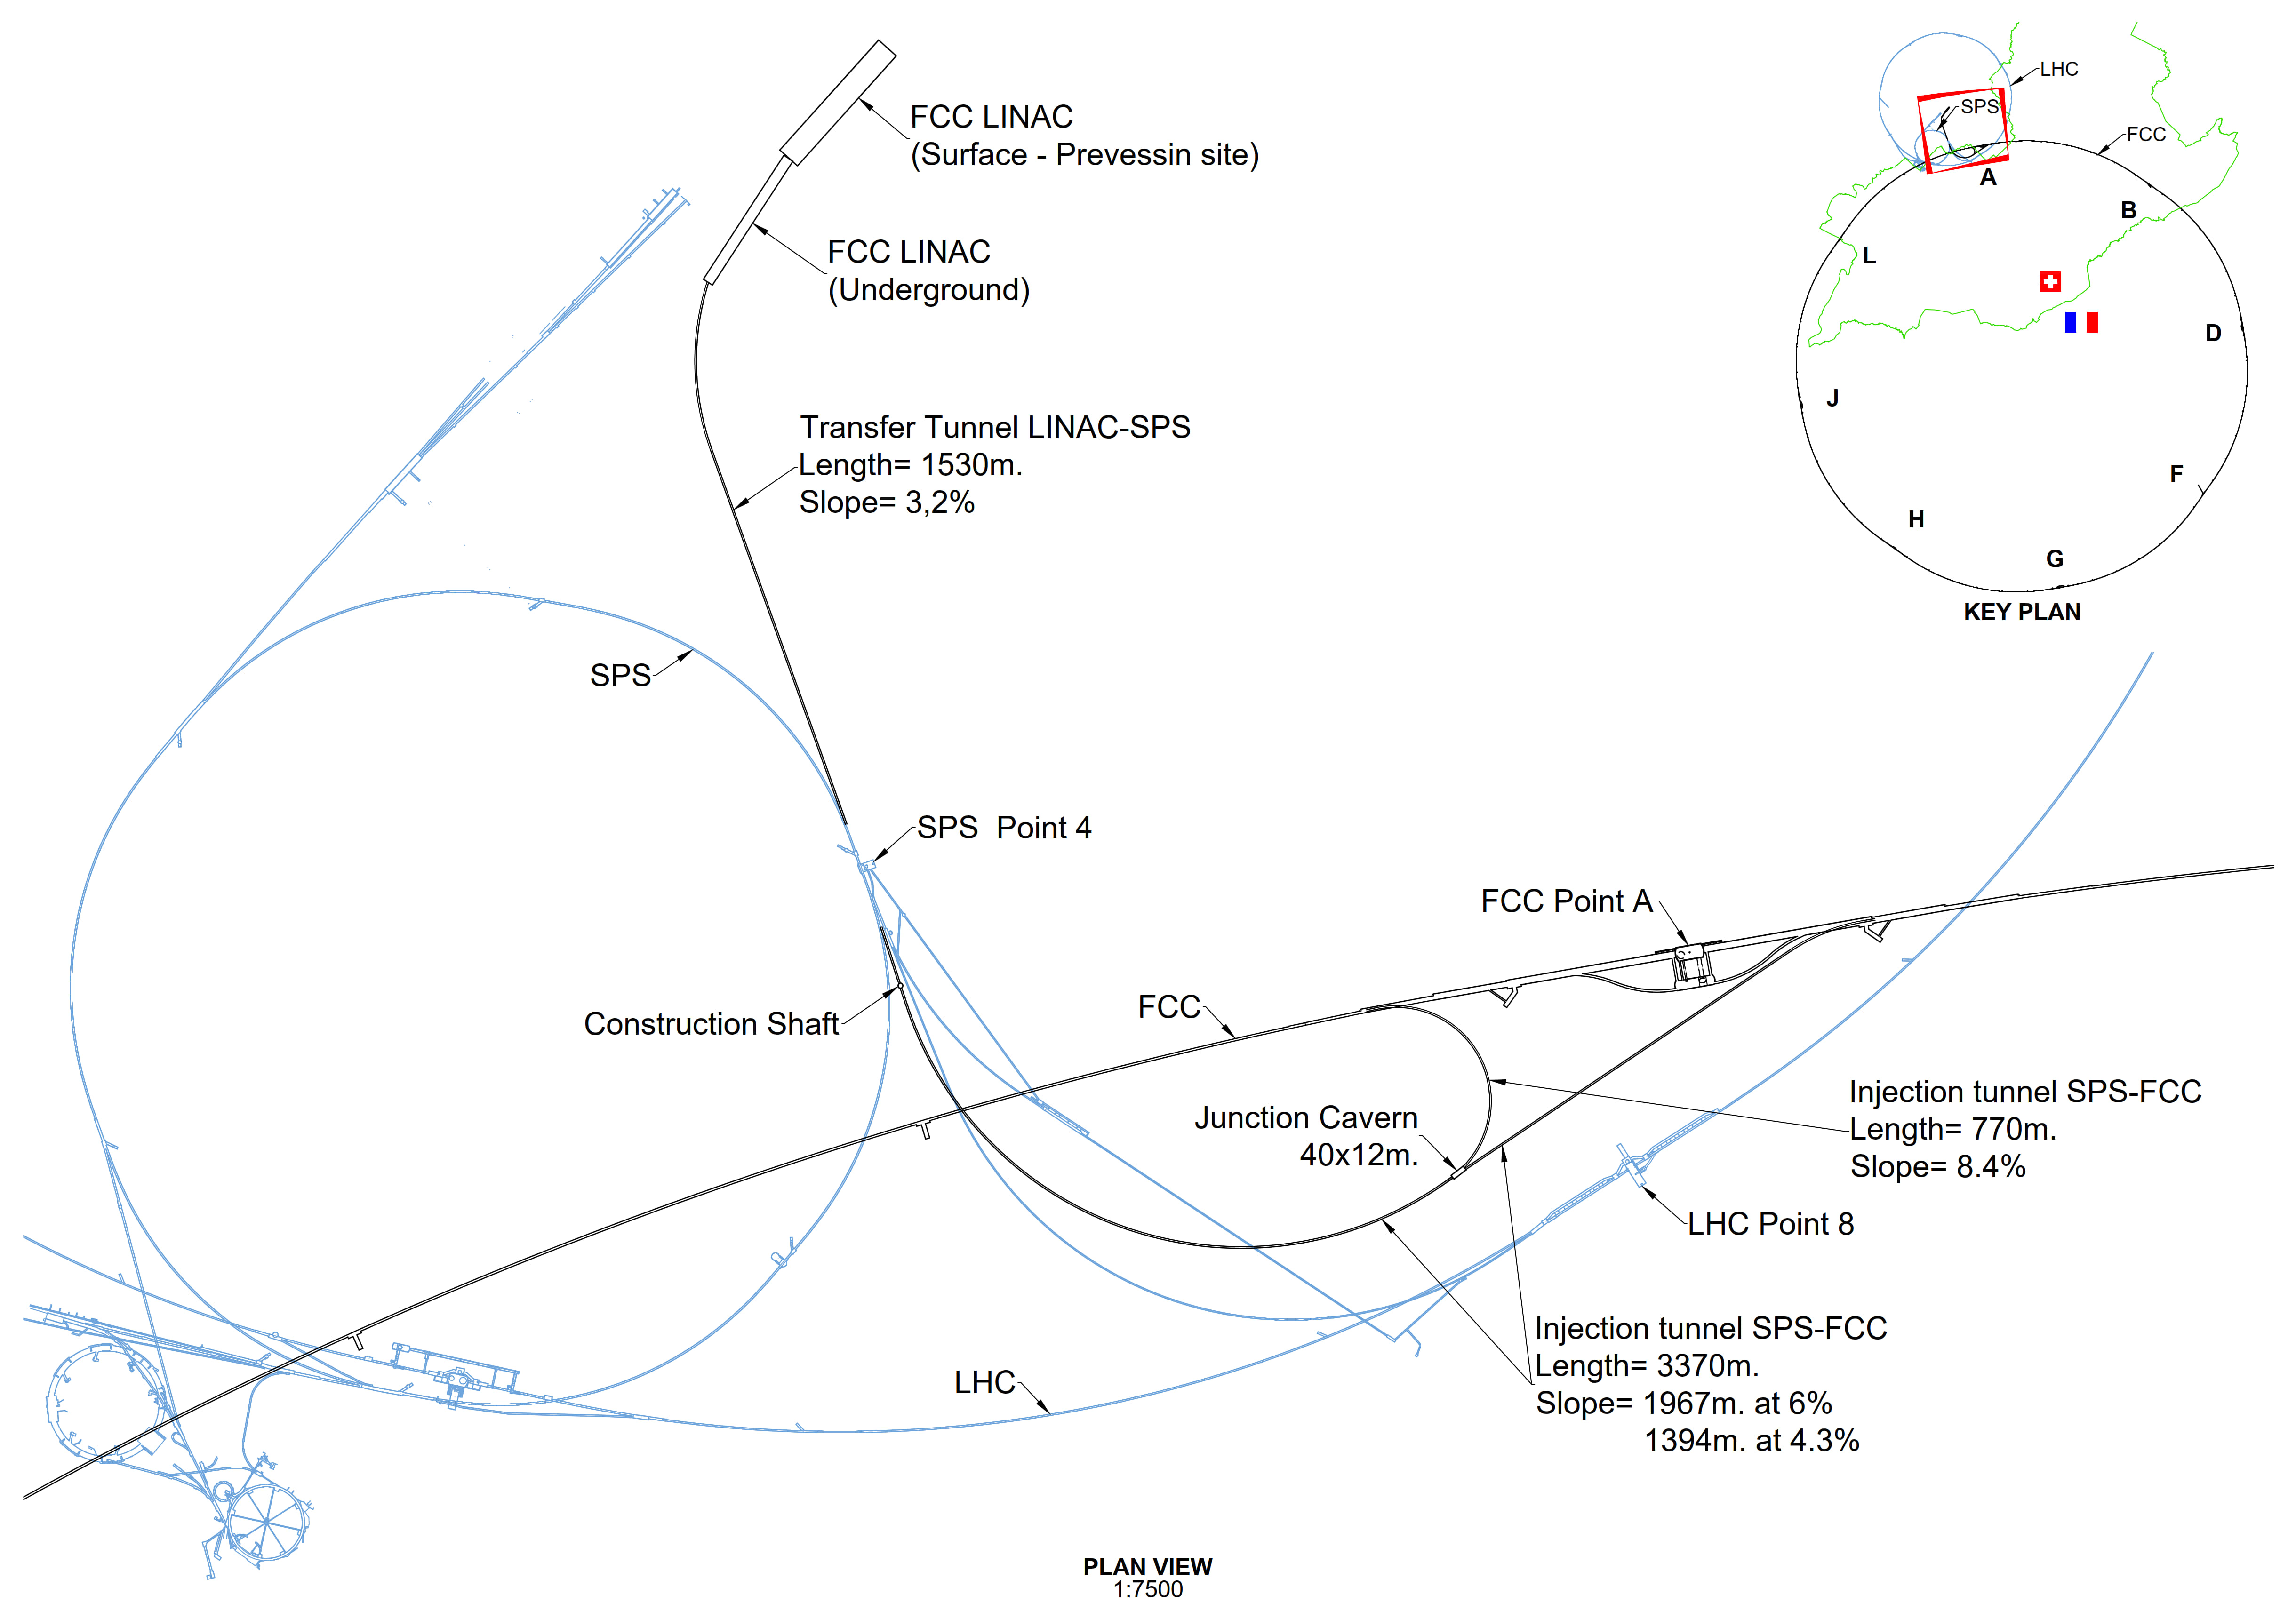 FCC LINAC
(Surface - Prevessin site)
FCC LINAC
(Underground)
Transfer Tunnel LINAC-SPS
Length= 1530m.
Slope= 3,2%
SPS
SPS Point 4
Construction Shaft
FCC
FCC Point A
Junction Cavern
40x12m.
Injection tunnel SPS-FCC
Length= 770m.
Slope= 8.4%
LHC Point 8
Injection tunnel SPS-FCC
Length= 3370m.
Slope= 1967m. at 6%
1394m. at 4.3%
LHC
PLAN VIEW
1:7500
LHC
SPS
FCC
A
B
L
D
J
F
H
G
KEY PLAN